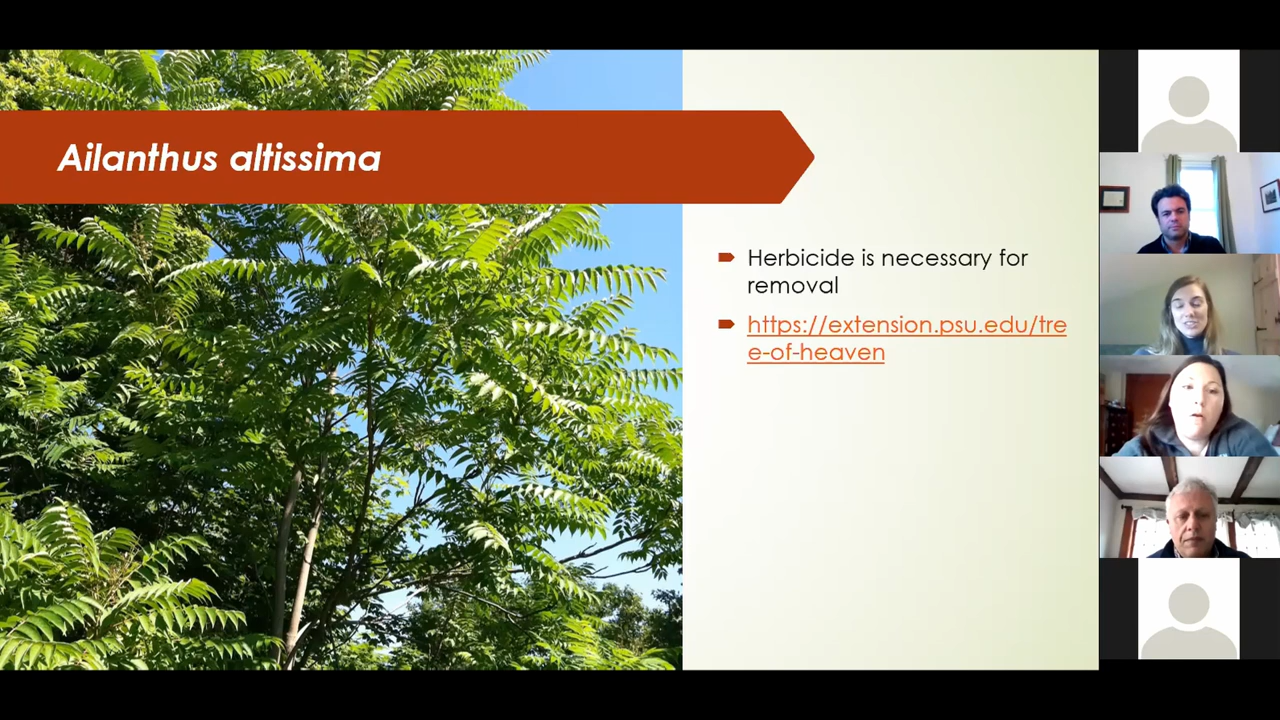 Ailanthus altissima
Herbicide is necessary for
removal
https://extension.psu.edu/tre
e-of-heaven